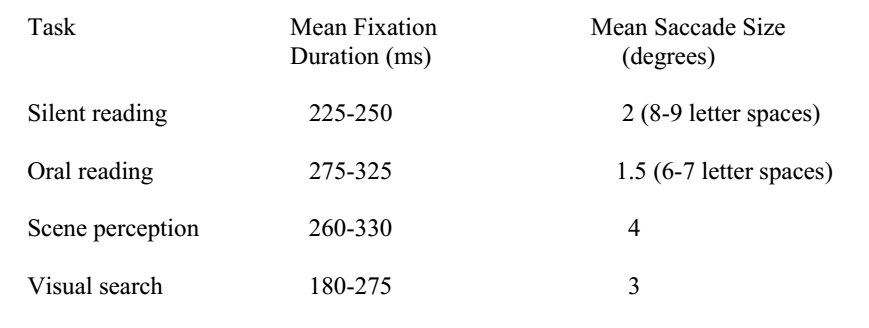 Task Mean Fixation Mean Saccade Size
Duration (ms) (degrees)
Silent reading 225-250 2 (8-9 letter spaces)
Oral reading 275-325 1.5 (6-7 letter spaces)
Scene perception 260-330 4
Visual search 180-275 3